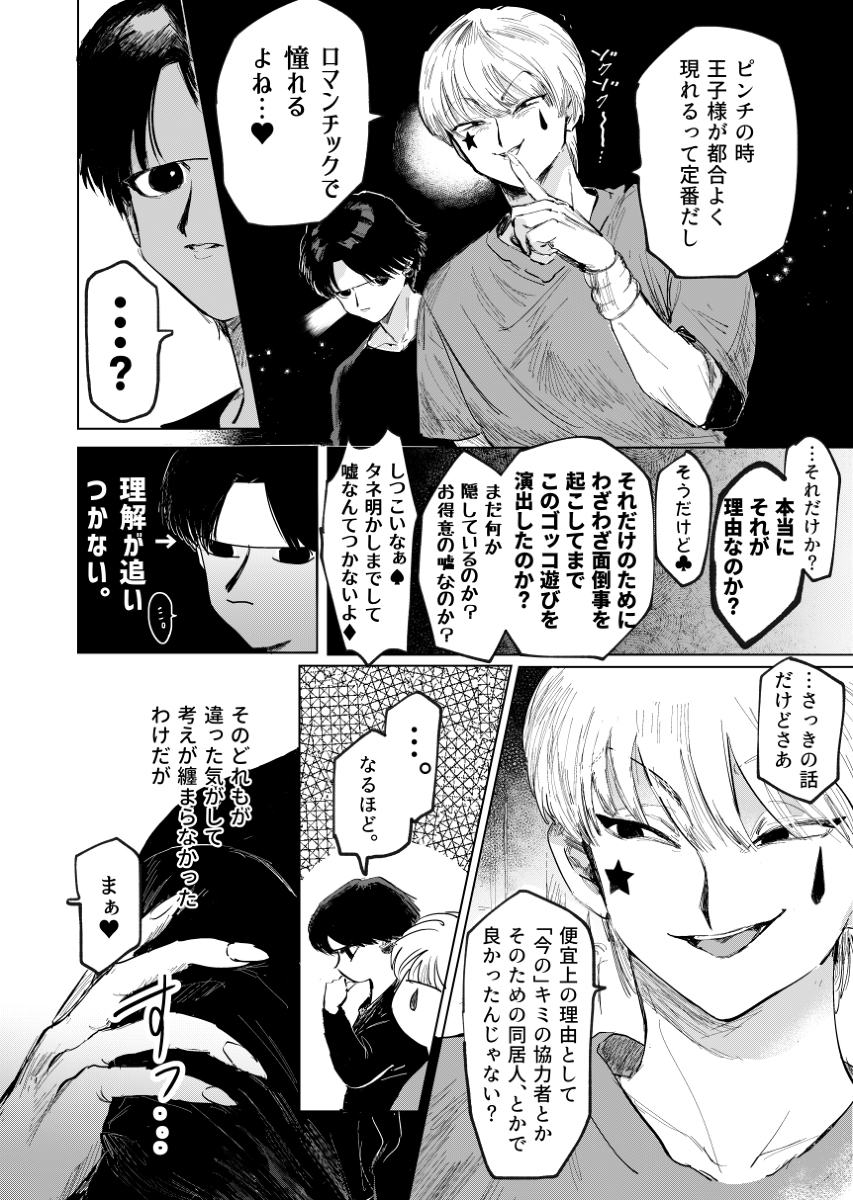 ピンチの時
王子様が都合よく
現れるって定番だし
ゾクゾク…
ロマンチックで
憧れる
よね…♥
…?
…それだけか?
本当に
それが
理由なのか?
そうだけど♣
それだけのために
わざわざ面倒事を
起こしてまで
このゴッコ遊びを
演出したのか?
まだ何か
隠しているのか?
お得意の嘘なのか?
しつこいなぁ♠
タネ明かしまでして
嘘なんてつかないよ♦
理解が追い
つかない。
→
…。
…さっきの話
だけどさあ
便宜上の理由として
「今の」キミの協力者とか
そのための同居人、とかで
良かったんじゃない?
…。
なるほど。
そのどれもが
違った気がして
考えが纏まらなかった
わけだが
まぁ♥
すっ…